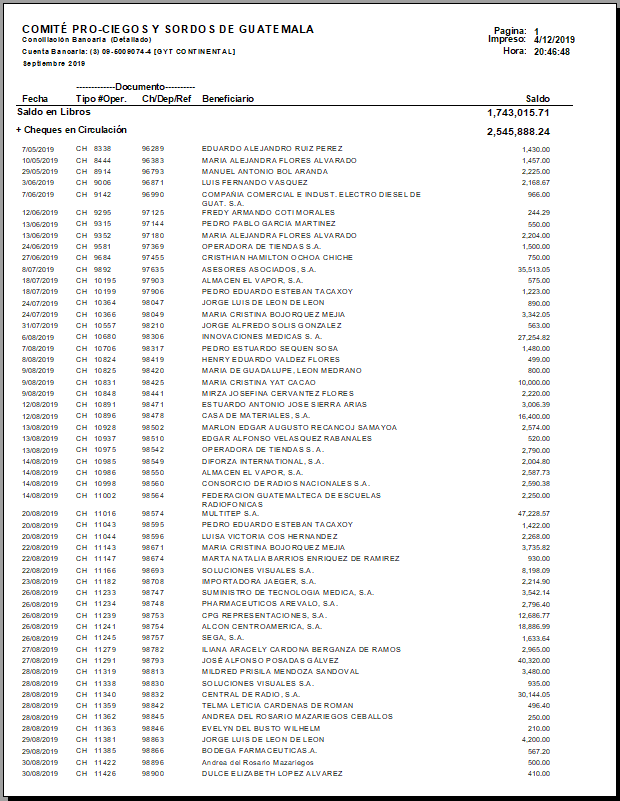 COMITÉ PRO-CIEGOS Y SORDOS DE GUATEMALA
Pagina: 1
Conciliación Bancaria (Detallado)
Impreso: 4/12/2019
Cuenta Bancaria: (3) 09-5009074-4 [GYT CONTINENTAL]
Hora: 20:46:48
Septiembre 2019
-------------Documento----------
Fecha Tipo #Oper. Ch/Dep/Ref Beneficiario Saldo
Saldo en Libros 1,743,015.71
+ Cheques en Circulación 2,545,888.24
7/05/2019 CH 8338 96289 EDUARDO ALEJANDRO RUIZ PEREZ 1,430.00
10/05/2019 CH 8444 96383 MARIA ALEJANDRA FLORES ALVARADO 1,457.00
29/05/2019 CH 8914 96793 MANUEL ANTONIO BOL ARANDA 2,225.00
3/06/2019 CH 9006 96871 LUIS FERNANDO VASQUEZ 2,168.67
7/06/2019 CH 9142 96990 COMPAÑIA COMERCIAL E INDUST. ELECTRO DIESEL DE 966.00
GUAT. S.A.
12/06/2019 CH 9295 97125 FREDY ARMANDO COTI MORALES 244.29
13/06/2019 CH 9315 97144 PEDRO PABLO GARCIA MARTINEZ 550.00
13/06/2019 CH 9352 97180 MARIA ALEJANDRA FLORES ALVARADO 2,204.00
24/06/2019 CH 9581 97369 OPERADORA DE TIENDAS S.A. 1,500.00
27/06/2019 CH 9684 97455 CRISTHIAN HAMILTON OCHOA CHICHE 750.00
8/07/2019 CH 9892 97635 ASESORES ASOCIADOS, S.A. 35,513.05
18/07/2019 CH 10195 97903 ALMACEN EL VAPOR, S.A. 575.00
18/07/2019 CH 10199 97906 PEDRO EDUARDO ESTEBAN TACAXOY 1,223.00
24/07/2019 CH 10364 98047 JORGE LUIS DE LEON DE LEON 890.00
24/07/2019 CH 10366 98049 MARIA CRISTINA BOJORQUEZ MEJIA 3,342.05
31/07/2019 CH 10557 98210 JORGE ALFREDO SOLIS GONZALEZ 563.00
6/08/2019 CH 10680 98306 INNOVACIONES MEDICAS S. A. 27,254.82
7/08/2019 CH 10706 98317 PEDRO ESTUARDO SEQUEN SOSA 1,480.00
8/08/2019 CH 10824 98419 HENRY EDUARDO VALDEZ FLORES 499.00
9/08/2019 CH 10825 98420 MARIA DE GUADALUPE, LEON MEDRANO 800.00
9/08/2019 CH 10831 98425 MARIA CRISTINA YAT CACAO 10,000.00
9/08/2019 CH 10848 98441 MIRZA JOSEFINA CERVANTEZ FLORES 2,220.00
12/08/2019 CH 10891 98471 ESTUARDO ANTONIO JOSE SIERRA ARIAS 3,006.39
12/08/2019 CH 10896 98478 CASA DE MATERIALES, S.A. 16,400.00
13/08/2019 CH 10928 98502 MARLON EDGAR AUGUSTO RECANCOJ SAMAYOA 2,574.00
13/08/2019 CH 10937 98510 EDGAR ALFONSO VELASQUEZ RABANALES 520.00
13/08/2019 CH 10975 98542 OPERADORA DE TIENDAS S.A. 2,790.00
14/08/2019 CH 10985 98549 DIFORZA INTERNATIONAL, S.A. 2,004.80
14/08/2019 CH 10986 98550 ALMACEN EL VAPOR, S.A. 2,587.73
14/08/2019 CH 10998 98560 CONSORCIO DE RADIOS NACIONALES S.A. 2,590.38
14/08/2019 CH 11002 98564 FEDERACION GUATEMALTECA DE ESCUELAS 2,250.00
RADIOFONICAS
20/08/2019 CH 11016 98574 MULTITEP S.A. 47,228.57
20/08/2019 CH 11043 98595 PEDRO EDUARDO ESTEBAN TACAXOY 1,422.00
20/08/2019 CH 11044 98596 LUISA VICTORIA COS HERNANDEZ 2,268.00
22/08/2019 CH 11143 98671 MARIA CRISTINA BOJORQUEZ MEJIA 3,735.82
22/08/2019 CH 11147 98674 MARTA NATALIA BARRIOS ENRIQUEZ DE RAMIREZ 930.00
22/08/2019 CH 11166 98693 SOLUCIONES VISUALES S.A. 8,198.09
23/08/2019 CH 11182 98708 IMPORTADORA JAEGER, S.A. 2,214.90
26/08/2019 CH 11233 98747 SUMINISTRO DE TECNOLOGIA MEDICA, S.A. 3,542.14
26/08/2019 CH 11234 98748 PHARMACEUTICOS AREVALO, S.A. 2,796.40
26/08/2019 CH 11239 98753 CPG REPRESENTACIONES, S.A. 12,686.77
26/08/2019 CH 11241 98754 ALCON CENTROAMERICA, S.A. 18,886.99
26/08/2019 CH 11245 98757 SEGA, S.A. 1,633.64
27/08/2019 CH 11279 98782 ILIANA ARACELY CARDONA BERGANZA DE RAMOS 2,965.00
27/08/2019 CH 11291 98793 JOSÉ ALFONSO POSADAS GÁLVEZ 40,320.00
28/08/2019 CH 11319 98813 MILDRED PRISILA MENDOZA SANDOVAL 3,480.00
28/08/2019 CH 11338 98830 SOLUCIONES VISUALES S.A. 935.00
28/08/2019 CH 11340 98832 CENTRAL DE RADIO, S.A. 30,144.05
28/08/2019 CH 11359 98842 TELMA LETICIA CARDENAS DE ROMAN 496.40
28/08/2019 CH 11362 98845 ANDREA DEL ROSARIO MAZARIEGOS CEBALLOS 250.00
28/08/2019 CH 11363 98846 EVELYN DEL BUSTO WILHELM 210.00
29/08/2019 CH 11381 98863 JORGE LUIS DE LEON DE LEON 4,200.00
29/08/2019 CH 11385 98866 BODEGA FARMACEUTICAS.A. 567.20
30/08/2019 CH 11422 98896 Andrea del Rosario Mazariegos 500.00
30/08/2019 CH 11426 98900 DULCE ELIZABETH LOPEZ ALVAREZ 410.00